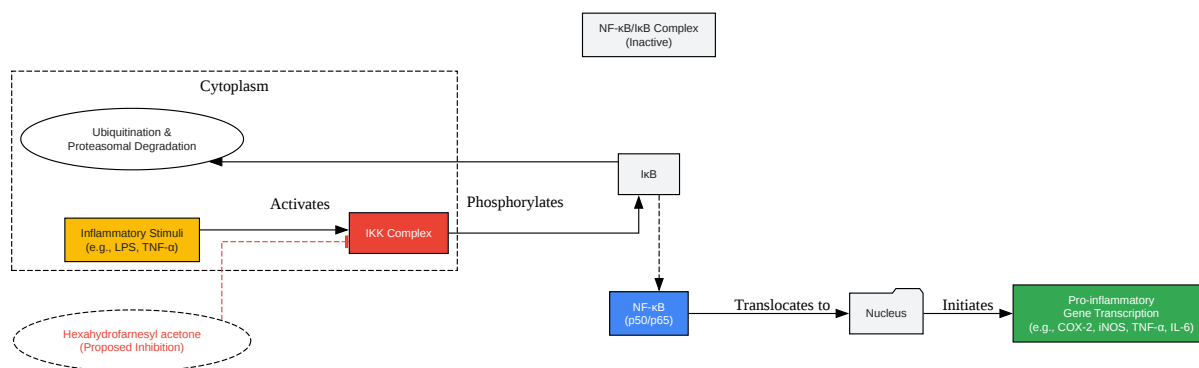 NF-κB/IκB Complex
(Inactive)
Cytoplasm
Ubiquitination &
Proteasomal Degradation
IκB
Activates
Phosphorylates
Inflammatory Stimuli
(e.g., LPS, TNF-α)
IKK Complex
NF-κB
(p50/p65)
Translocates to
Nucleus
Initiates
Pro-inflammatory
Gene Transcription
(e.g., COX-2, iNOS, TNF-α, IL-6)
Hexahydrofarnesyl acetone
(Proposed Inhibition)